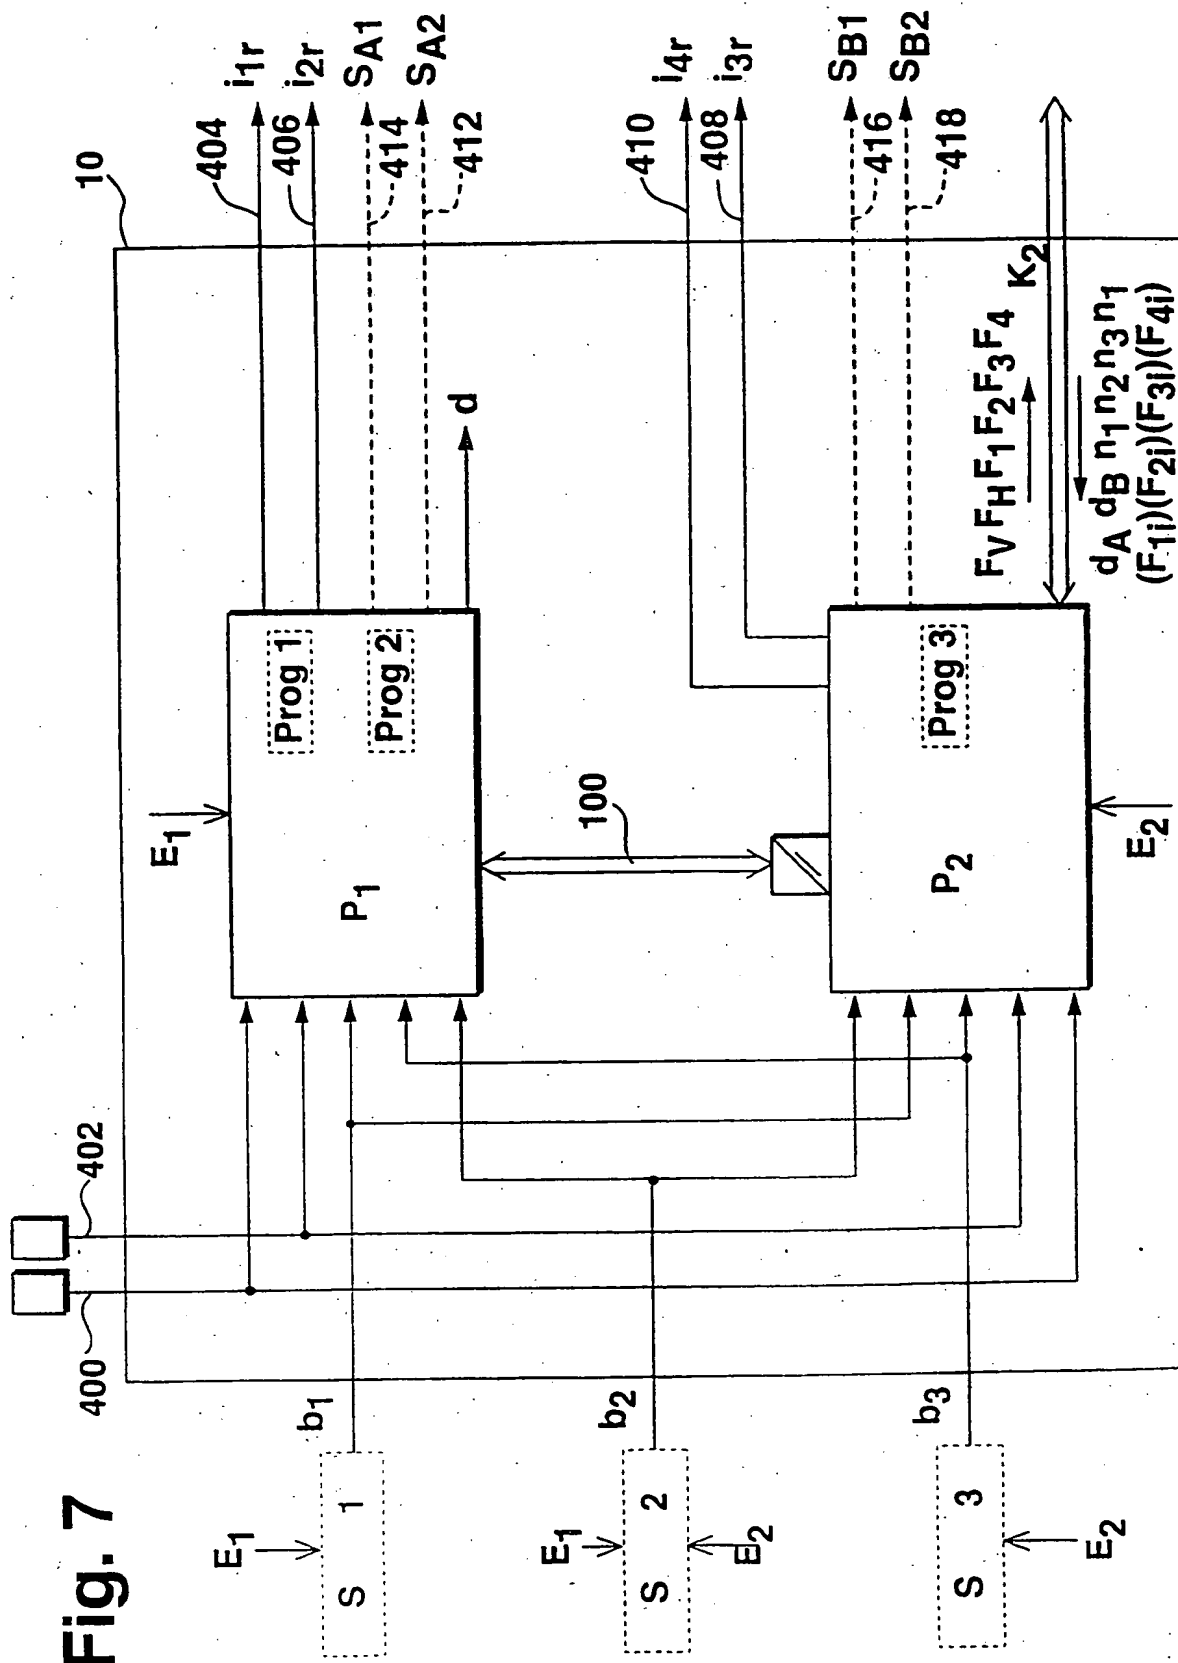 Fig. 7
400
402
10
404
i1r
406
i2r
414
SA1
412
SA2
d
E1
Prog 1
Prog 2
P1
100
410
i4r
408
i3r
416
SB1
418
SB2
Prog 3
P2
E2
K2
FV FH F1 F2 F3 F4
dA dB n1 n2 n3 n1
(F1i)(F2i)(F3i)(F4i)
E1
S 1
b1
E1
S 2
b2
E2
S 3
b3
E2